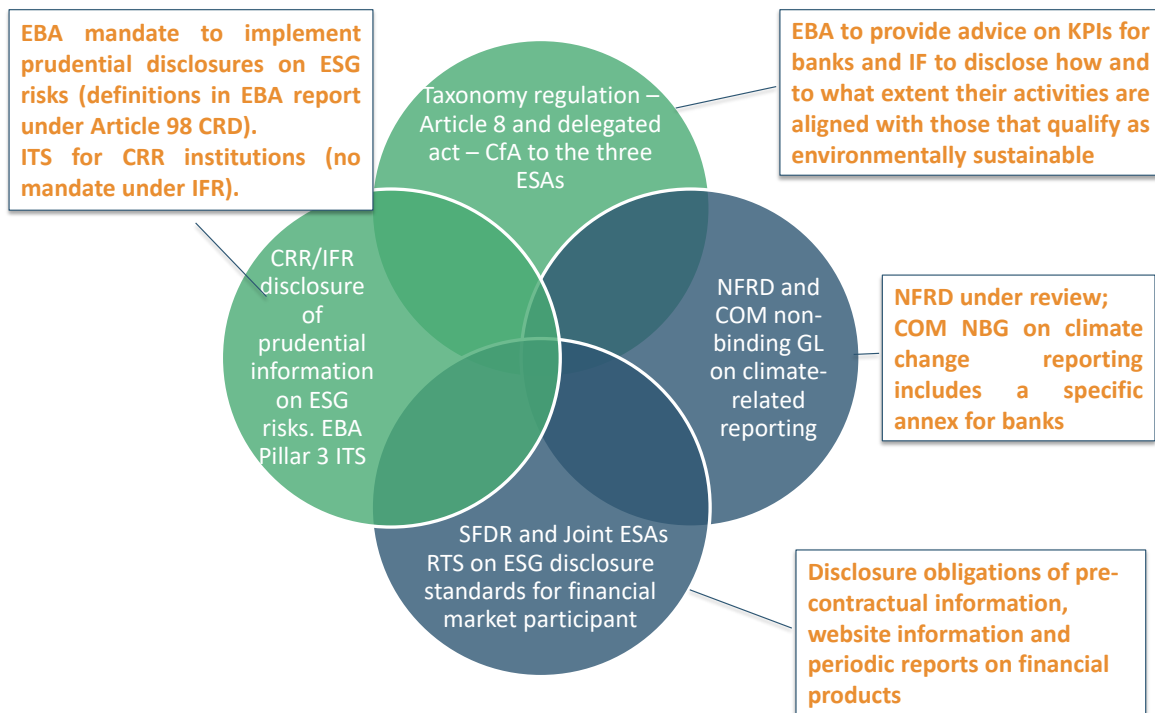 EBA mandate to implement
prudential disclosures on ESG
risks (definitions in EBA report
under Article 98 CRD).
ITS for CRR institutions (no
mandate under IFR).
EBA to provide advice on KPIs for
banks and IF to disclose how and
to what extent their activities are
aligned with those that qualify as
environmentally sustainable
Taxonomy regulation –
Article 8 and delegated
act – CfA to the three
ESAs
CRR/IFR
disclosure
of
prudential
information
on ESG
risks. EBA
Pillar 3 ITS
NFRD and
COM non-
binding GL
on climate-
related
reporting
NFRD under review;
COM NBG on climate
change reporting
includes a specific
annex for banks
SFDR and Joint ESAs
RTS on ESG disclosure
standards for financial
market participant
Disclosure obligations of pre-
contractual information,
website information and
periodic reports on financial
products